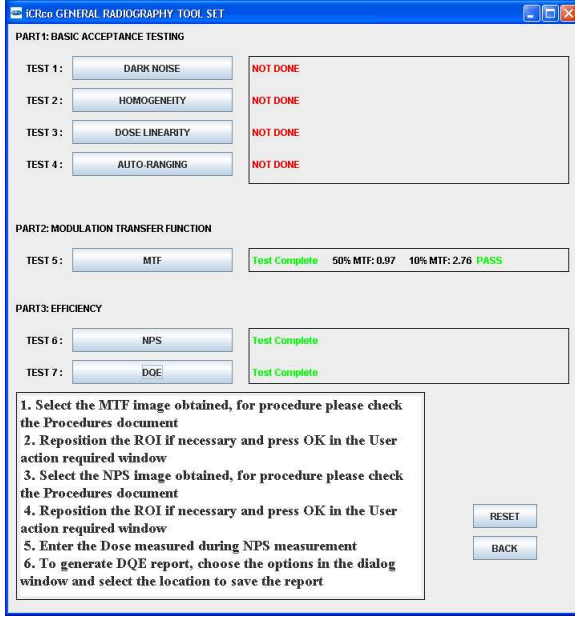 iCRco GENERAL RADIOGRAPHY TOOL SET
PART1: BASIC ACCEPTANCE TESTING
TEST 1 : DARK NOISE NOT DONE
TEST 2 : HOMOGENEITY NOT DONE
TEST 3 : DOSE LINEARITY NOT DONE
TEST 4 : AUTO-RANGING NOT DONE
PART2: MODULATION TRANSFER FUNCTION
TEST 5 : MTF Test Complete 50% MTF: 0.97 10% MTF: 2.76 PASS
PART3: EFFICIENCY
TEST 6 : NPS Test Complete
TEST 7 : DQE Test Complete
1. Select the MTF image obtained, for procedure please check
the Procedures document
2. Reposition the ROI if necessary and press OK in the User
action required window
3. Select the NPS image obtained, for procedure please check
the Procedures document
4. Reposition the ROI if necessary and press OK in the User
action required window
5. Enter the Dose measured during NPS measurement
6. To generate DQE report, choose the options in the dialog
window and select the location to save the report
RESET
BACK